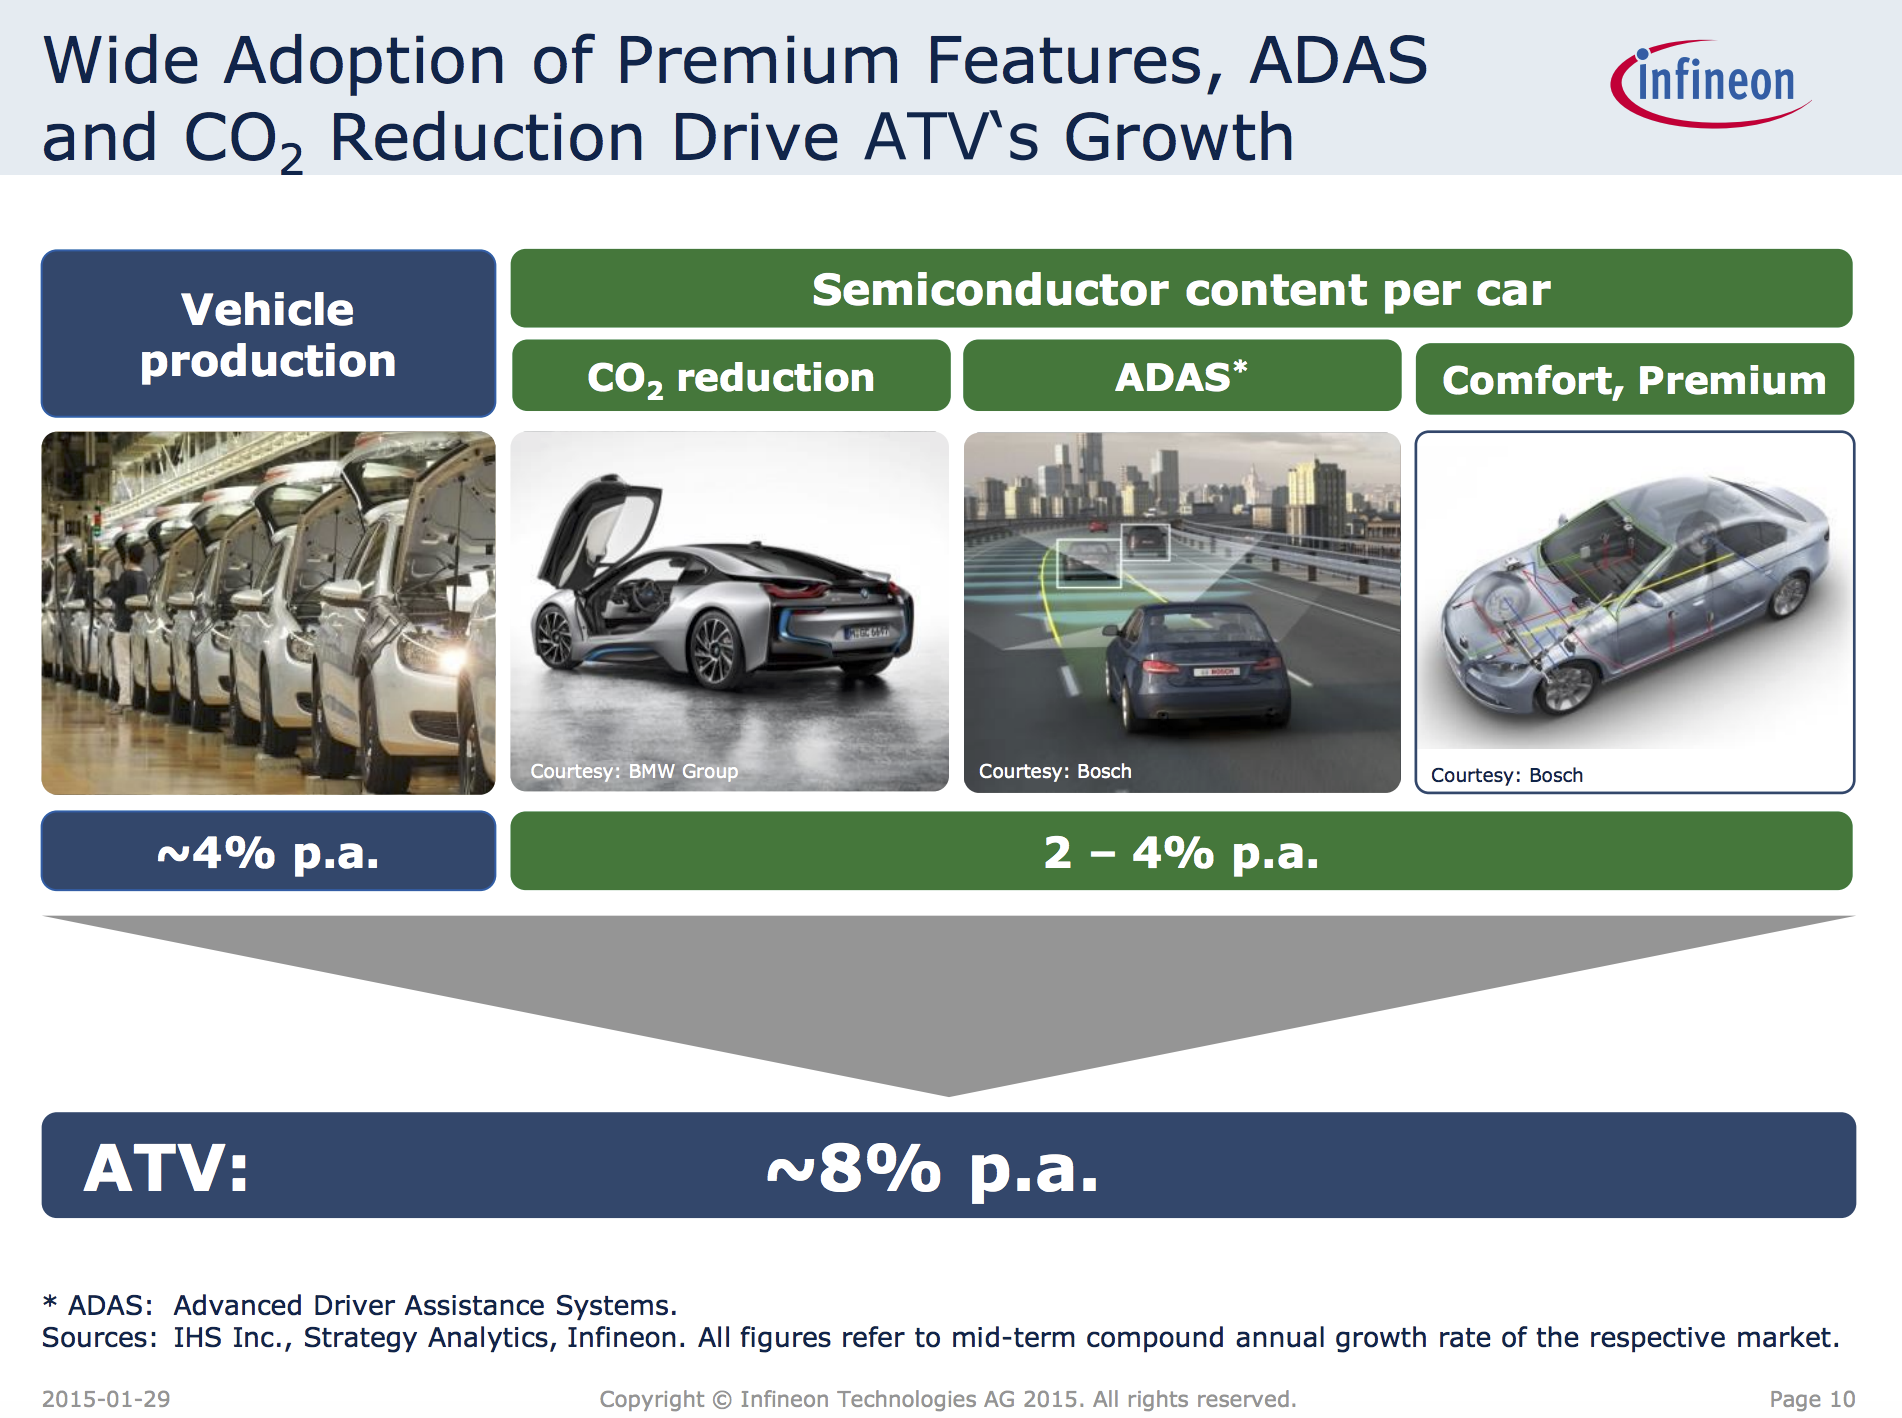 Wide Adoption of Premium Features, ADAS
and CO₂ Reduction Drive ATV‘s Growth
infineon
Vehicle
production
Semiconductor content per car
CO₂ reduction
ADAS*
Comfort, Premium
Courtesy: BMW Group
BOSCH
Courtesy: Bosch
Courtesy: Bosch
~4% p.a.
2 – 4% p.a.
ATV: ~8% p.a.
* ADAS: Advanced Driver Assistance Systems.
Sources: IHS Inc., Strategy Analytics, Infineon. All figures refer to mid-term compound annual growth rate of the respective market.
2015-01-29
Copyright © Infineon Technologies AG 2015. All rights reserved.
Page 10